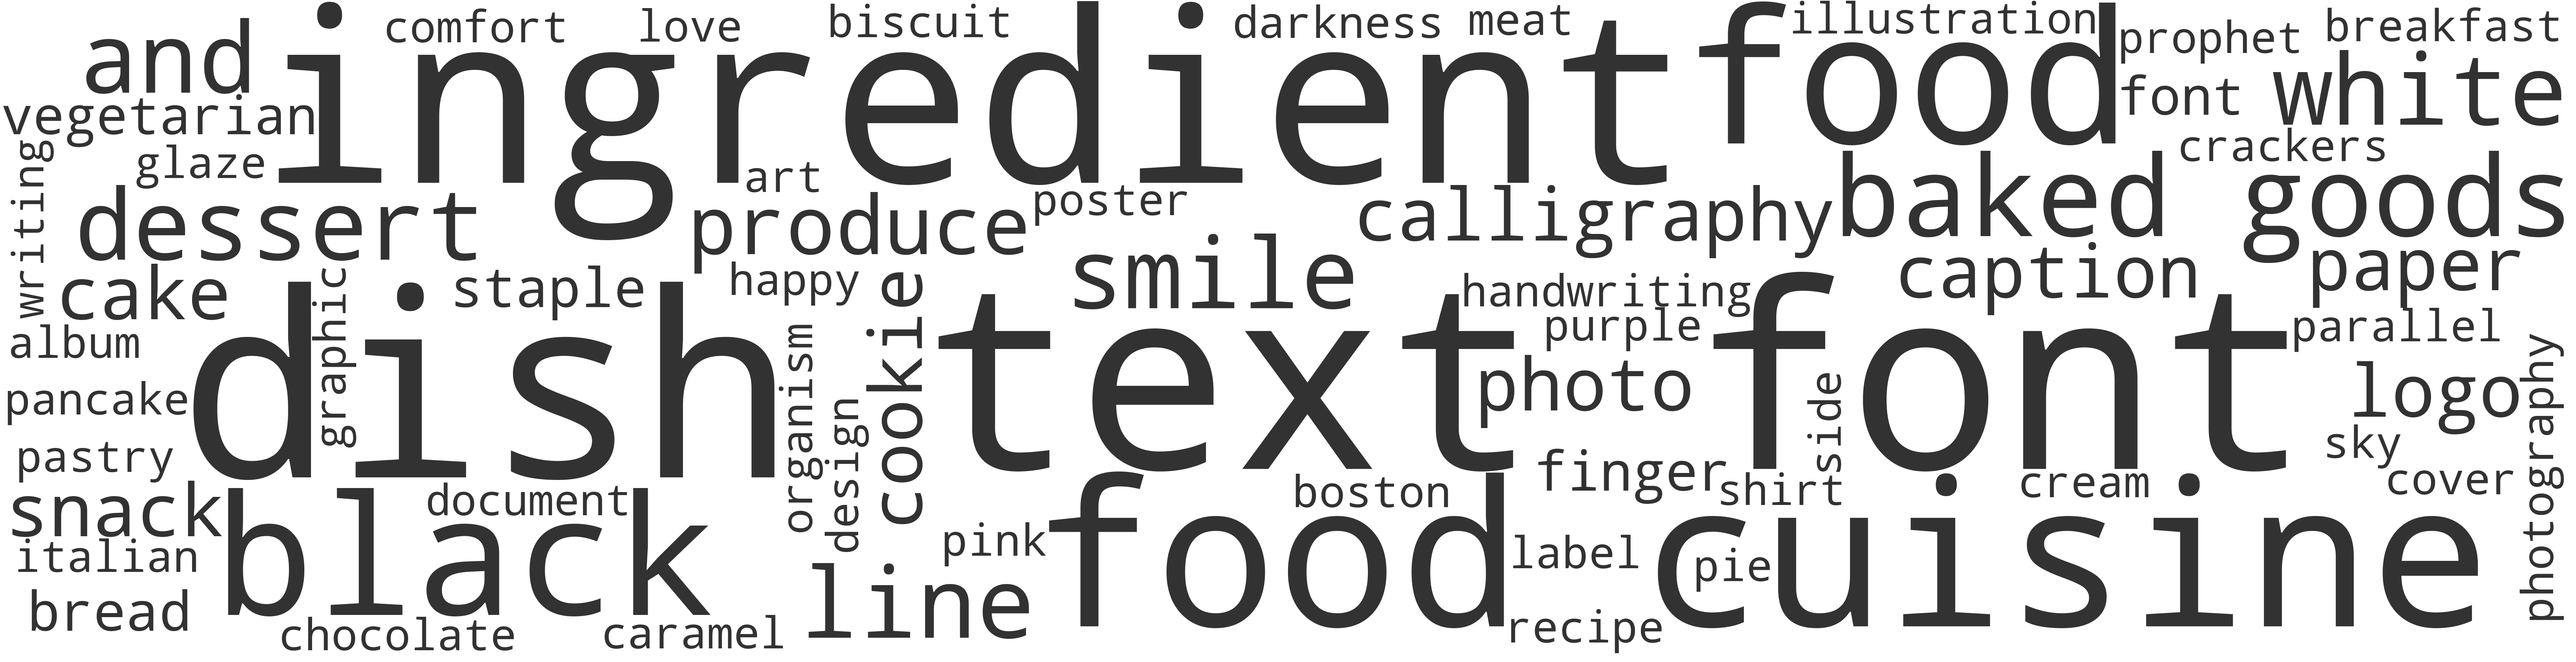 comfort love biscuit darkness meat illustration prophet breakfast
and ingredient food font white
vegetarian
writing glaze art crackers
dessert produce poster calligraphy baked goods
cake graphic staple happy cookie smile handwriting caption paper
album dish text purple font parallel
pancake organism design photo side logo photography
pastry finger sky
snack black document boston shirt cream cover
italian pink food label pie cuisine
bread line
chocolate caramel recipe